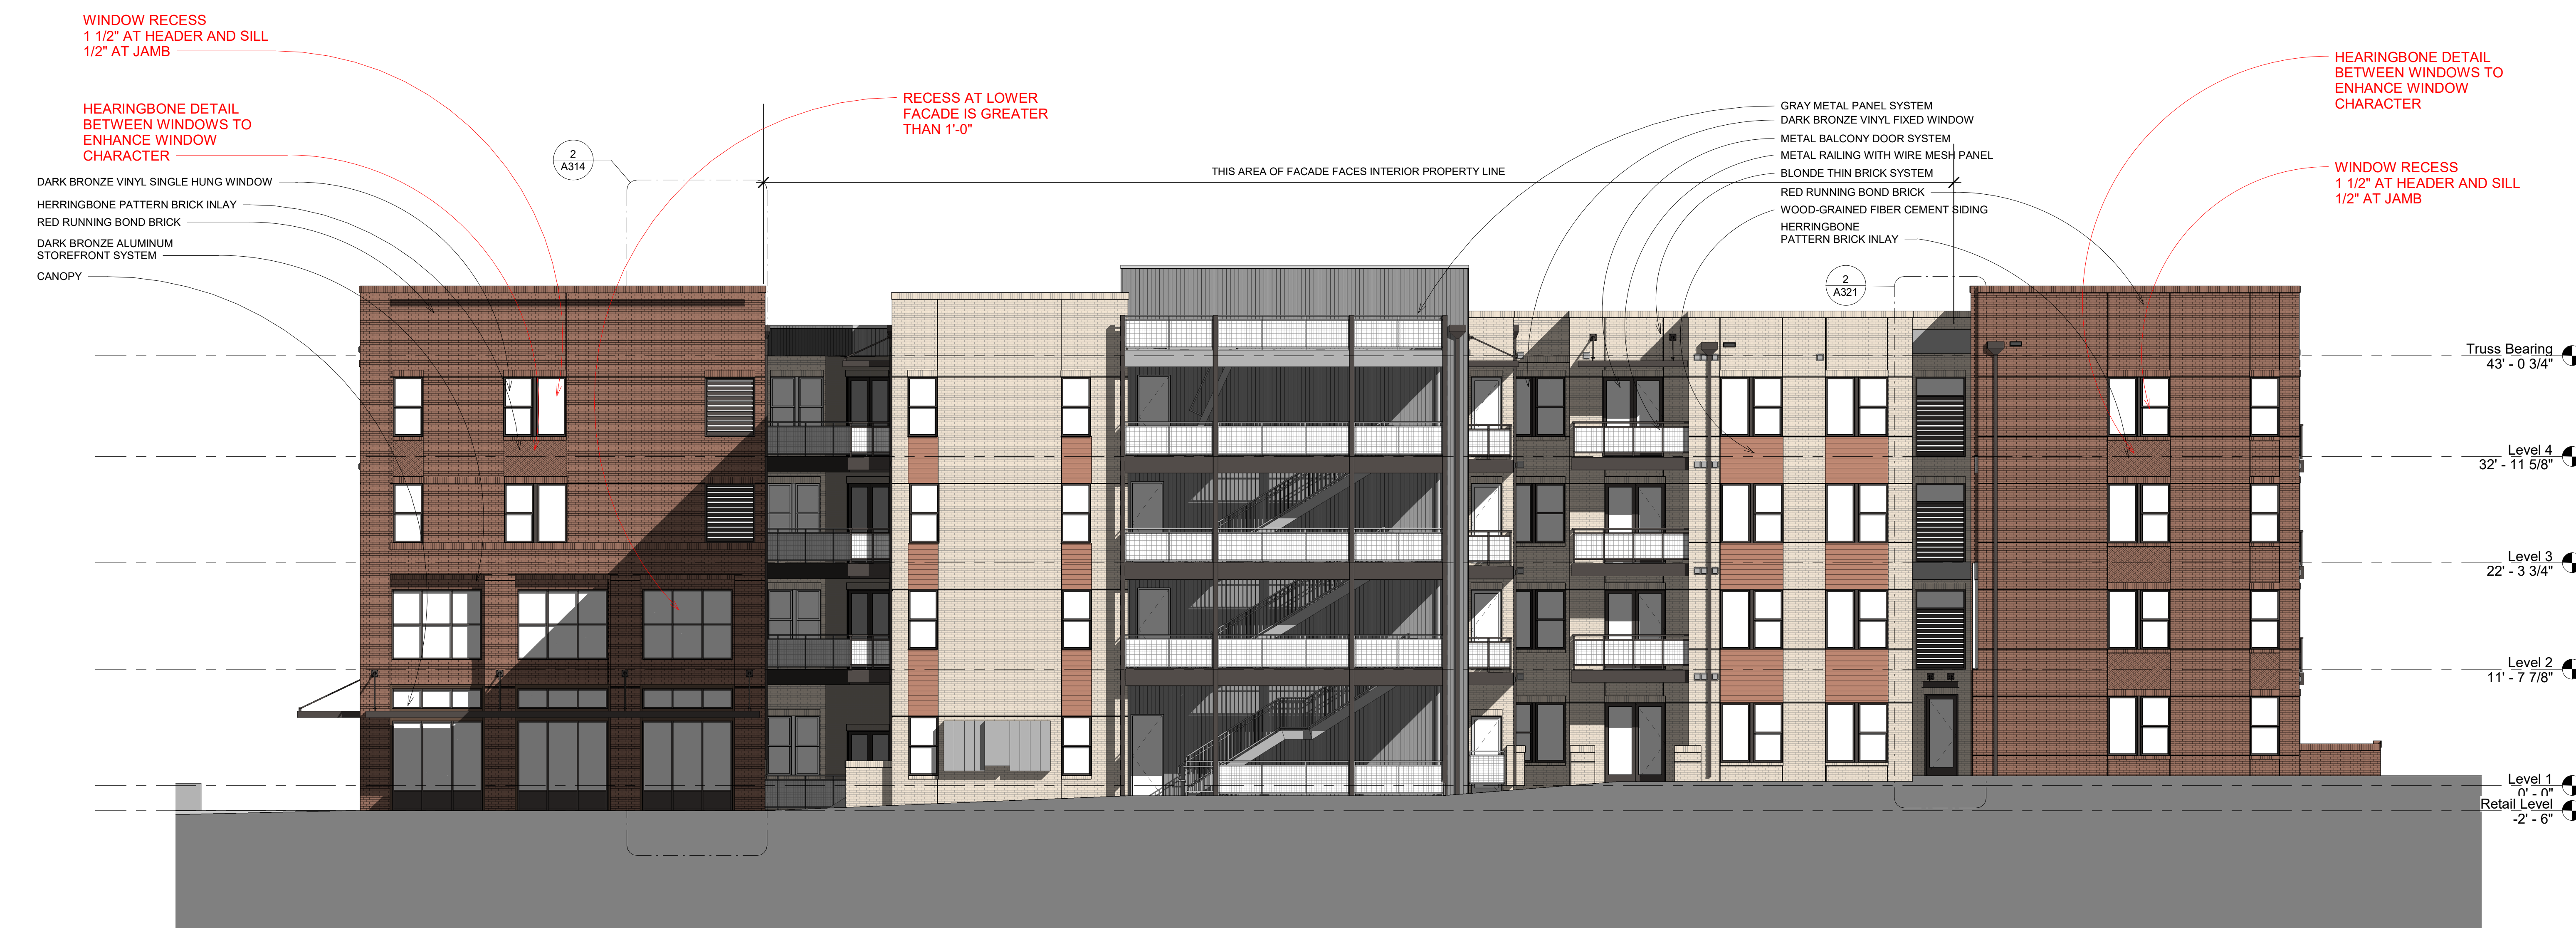 WINDOW RECESS
1 1/2" AT HEADER AND SILL
1/2" AT JAMB
HEARINGBONE DETAIL
BETWEEN WINDOWS TO
ENHANCE WINDOW
CHARACTER
DARK BRONZE VINYL SINGLE HUNG WINDOW
HERRINGBONE PATTERN BRICK INLAY
RED RUNNING BOND BRICK
DARK BRONZE ALUMINUM
STOREFRONT SYSTEM
CANOPY
2
A314
RECESS AT LOWER
FACADE IS GREATER
THAN 1'-0"
THIS AREA OF FACADE FACES INTERIOR PROPERTY LINE
GRAY METAL PANEL SYSTEM
DARK BRONZE VINYL FIXED WINDOW
METAL BALCONY DOOR SYSTEM
METAL RAILING WITH WIRE MESH PANEL
BLONDE THIN BRICK SYSTEM
RED RUNNING BOND BRICK
WOOD-GRAINED FIBER CEMENT SIDING
HERRINGBONE
PATTERN BRICK INLAY
2
A321
HEARINGBONE DETAIL
BETWEEN WINDOWS TO
ENHANCE WINDOW
CHARACTER
WINDOW RECESS
1 1/2" AT HEADER AND SILL
1/2" AT JAMB
Truss Bearing
43' - 0 3/4"
Level 4
32' - 11 5/8"
Level 3
22' - 3 3/4"
Level 2
11' - 7 7/8"
Level 1
0' - 0"
Retail Level
-2' - 6"